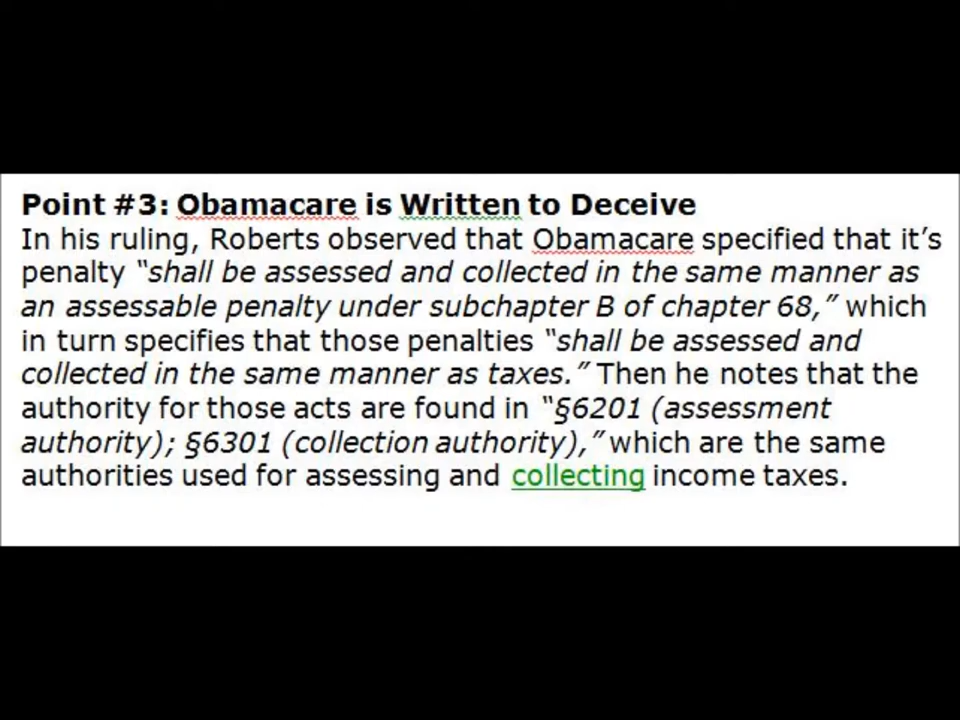 Point #3: Obamacare is Written to Deceive
In his ruling, Roberts observed that Obamacare specified that it’s
penalty “shall be assessed and collected in the same manner as
an assessable penalty under subchapter B of chapter 68,” which
in turn specifies that those penalties “shall be assessed and
collected in the same manner as taxes.” Then he notes that the
authority for those acts are found in “§6201 (assessment
authority); §6301 (collection authority),” which are the same
authorities used for assessing and collecting income taxes.